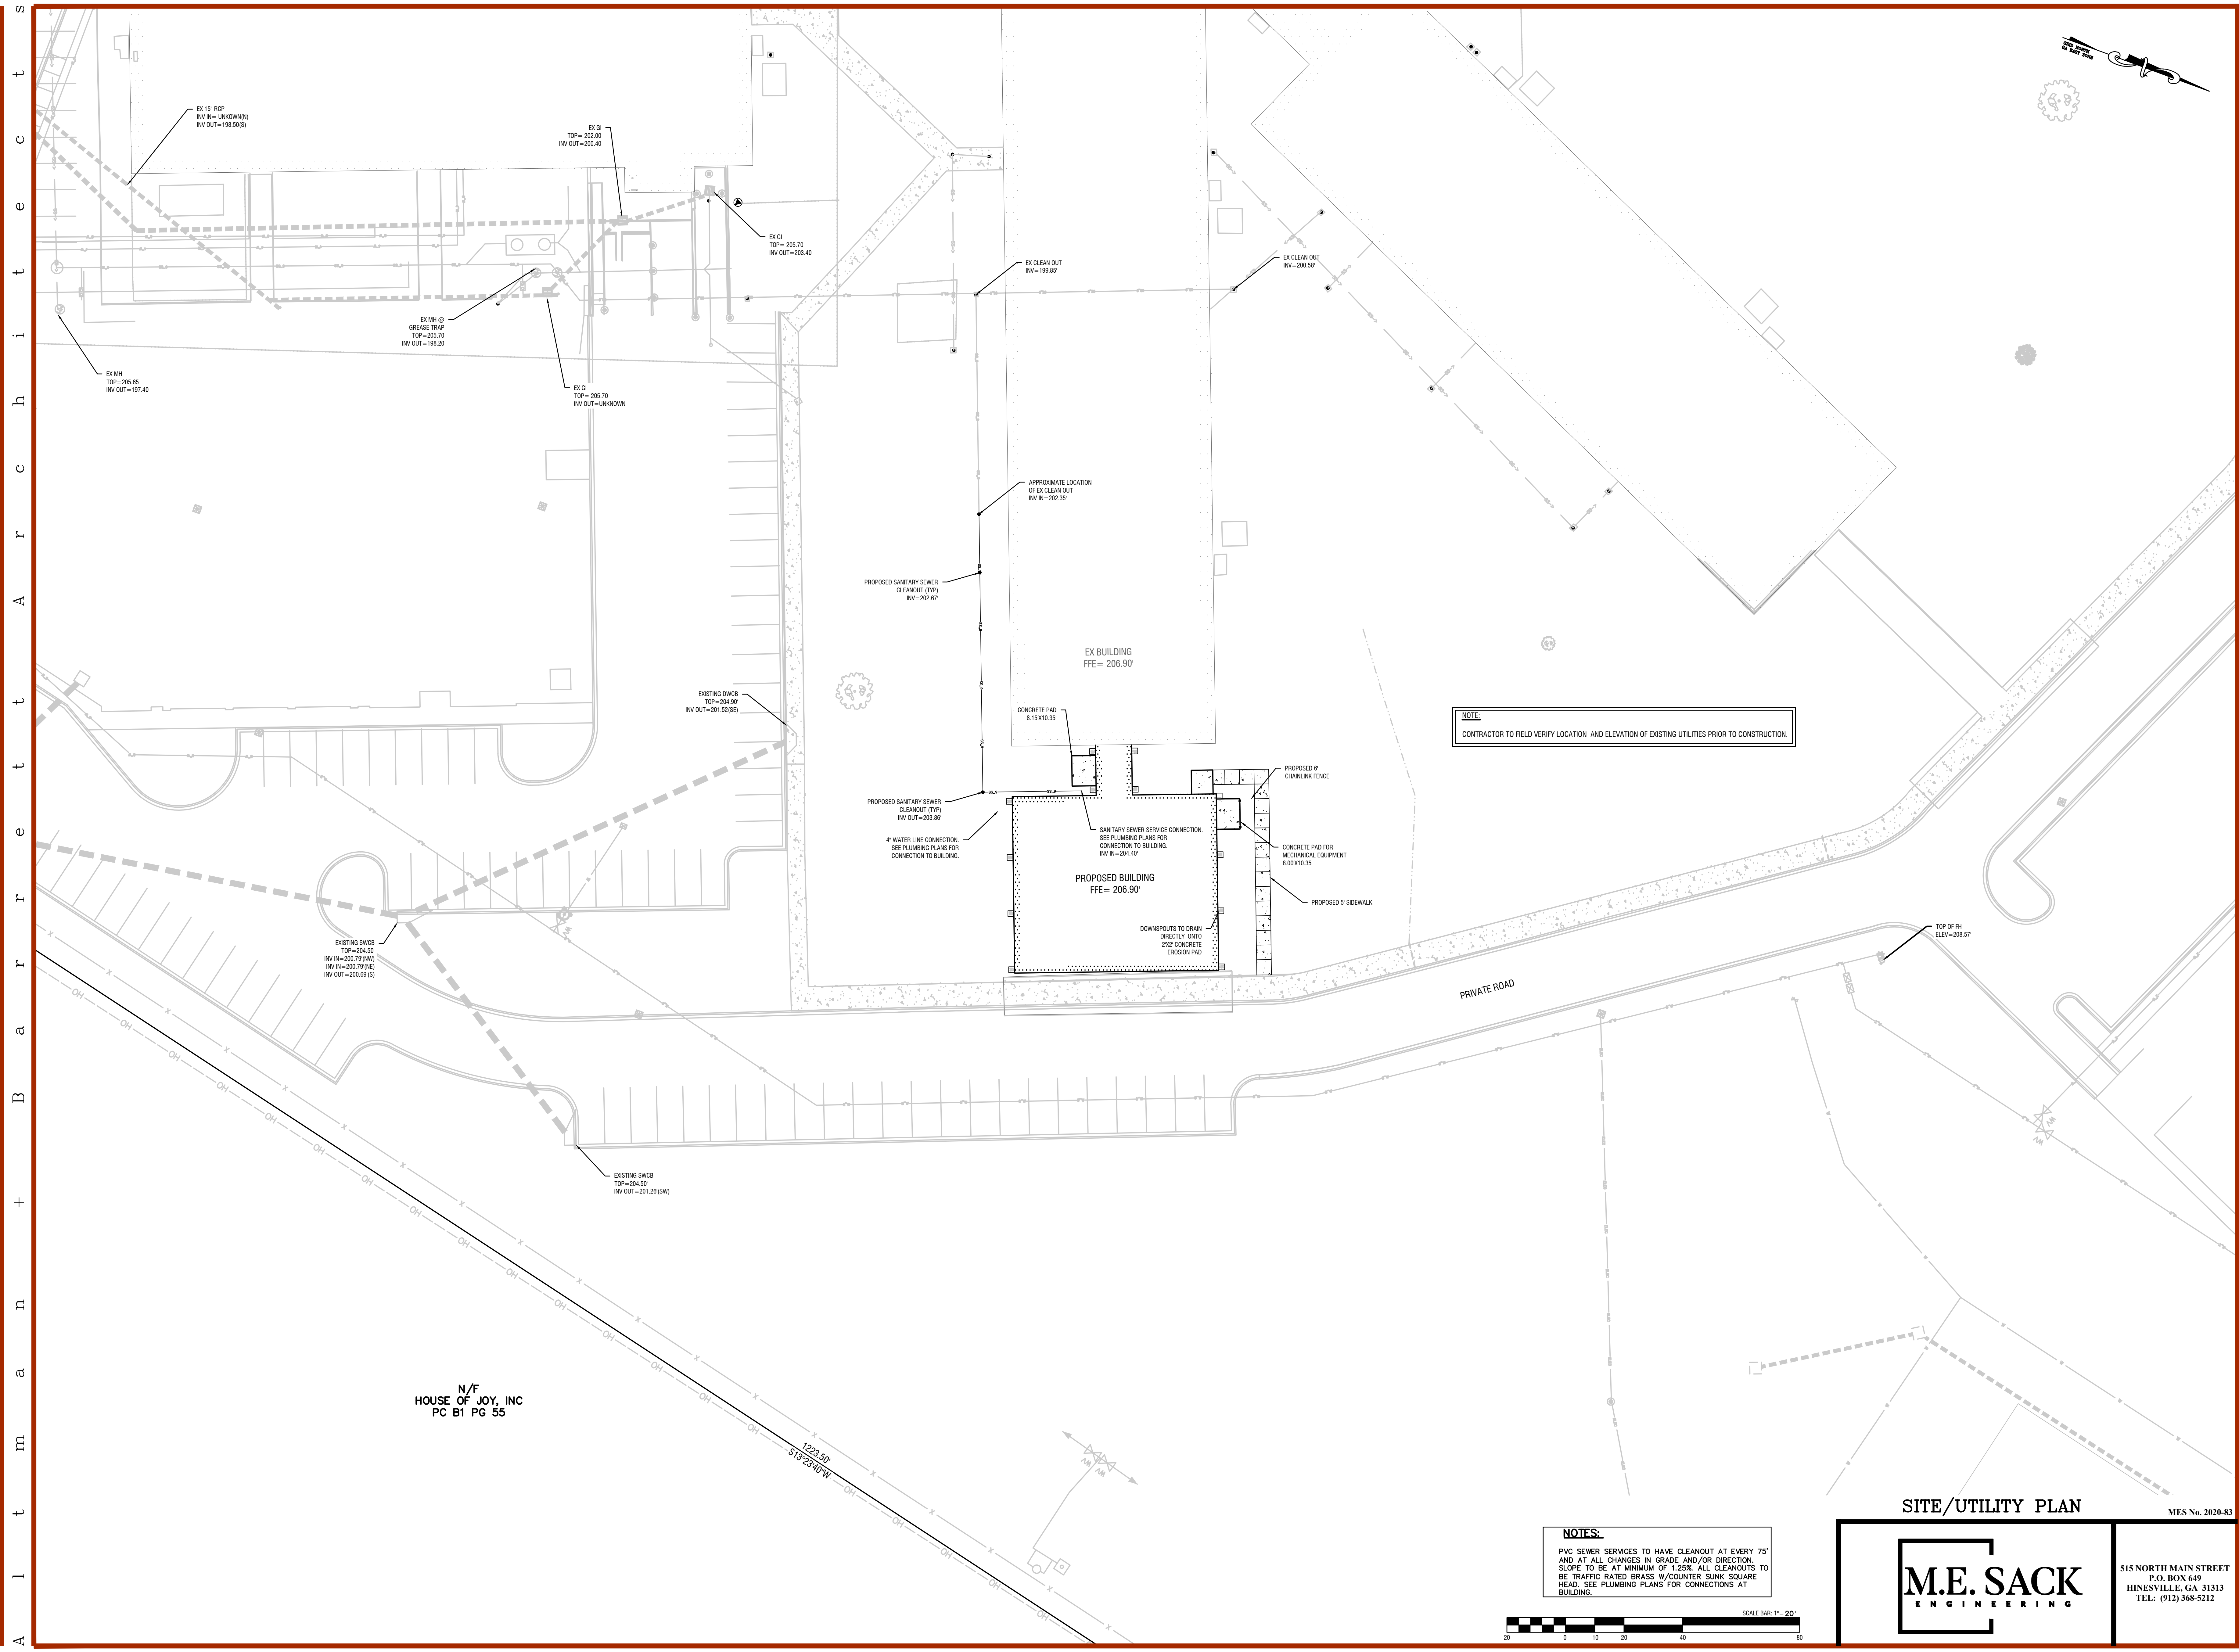 Altman + Barrett Architects
GRID NORTH
GA EAST ZONE
EX 15" RCP
INV IN= UNKOWN(N)
INV OUT=198.50(S)
EX GI
TOP= 202.00
INV OUT=200.40
EX GI
TOP= 205.70
INV OUT=203.40
EX CLEAN OUT
INV=199.85'
EX CLEAN OUT
INV=200.58'
EX MH @
GREASE TRAP
TOP=205.70
INV OUT=198.20
EX MH
TOP=205.65
INV OUT=197.40
EX GI
TOP= 205.70
INV OUT=UNKNOWN
APPROXIMATE LOCATION
OF EX CLEAN OUT
INV IN=202.35'
PROPOSED SANITARY SEWER
CLEANOUT (TYP)
INV=202.67'
EX BUILDING
FFE= 206.90'
EXISTING DWCB
TOP=204.90'
INV OUT=201.52(SE)
CONCRETE PAD
8.15'X10.35'
NOTE:
CONTRACTOR TO FIELD VERIFY LOCATION AND ELEVATION OF EXISTING UTILITIES PRIOR TO CONSTRUCTION.
PROPOSED 6'
CHAINLINK FENCE
PROPOSED SANITARY SEWER
CLEANOUT (TYP)
INV OUT=203.86'
4" WATER LINE CONNECTION.
SEE PLUMBING PLANS FOR
CONNECTION TO BUILDING.
SANITARY SEWER SERVICE CONNECTION.
SEE PLUMBING PLANS FOR
CONNECTION TO BUILDING.
INV IN=204.40'
CONCRETE PAD FOR
MECHANICAL EQUIPMENT
8.00'X10.35'
PROPOSED BUILDING
FFE= 206.90'
PROPOSED 5' SIDEWALK
DOWNSPOUTS TO DRAIN
DIRECTLY ONTO
2'X2' CONCRETE
EROSION PAD
EXISTING SWCB
TOP=204.50'
INV IN=200.79'(NW)
INV IN=200.79'(NE)
INV OUT=200.69'(S)
TOP OF FH
ELEV=208.57'
PRIVATE ROAD
EXISTING SWCB
TOP=204.50'
INV OUT=201.26'(SW)
N/F
HOUSE OF JOY, INC
PC B1 PG 55
1223.50'
S13°23'40"W
SITE/UTILITY PLAN
MES No. 2020-83
NOTES:
PVC SEWER SERVICES TO HAVE CLEANOUT AT EVERY 75'
AND AT ALL CHANGES IN GRADE AND/OR DIRECTION.
SLOPE TO BE AT MINIMUM OF 1.25%. ALL CLEANOUTS TO
BE TRAFFIC RATED BRASS W/COUNTER SUNK SQUARE
HEAD. SEE PLUMBING PLANS FOR CONNECTIONS AT
BUILDING.
SCALE BAR: 1"= 20'
20 0 10 20 40 80
M.E. SACK
ENGINEERING
515 NORTH MAIN STREET
P.O. BOX 649
HINESVILLE, GA 31313
TEL: (912) 368-5212